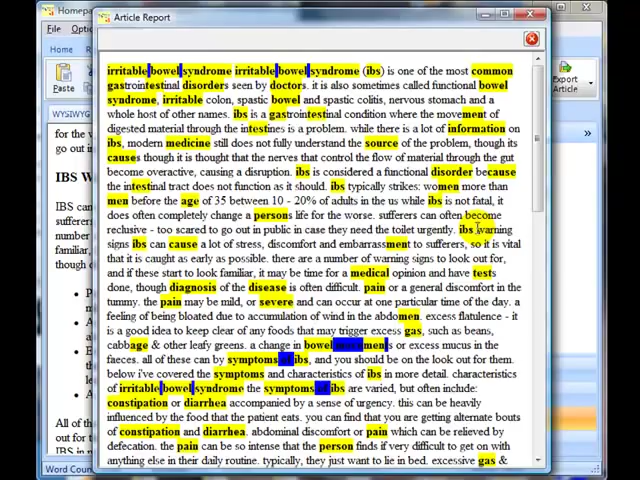 Homepa
Article Report
File
Home
Paste
Export
Article
WYSIWYG
»
for the
go out i
IBS W
IBS can
sufferers
familiar,
though
P
A
A
F
All of th
out for t
in more
Word Coun
irritable bowel syndrome irritable bowel syndrome (ibs) is one of the most common
gastrointestinal disorders seen by doctors. it is also sometimes called functional bowel
syndrome, irritable colon, spastic bowel and spastic colitis, nervous stomach and a
whole host of other names. ibs is a gastrointestinal condition where the movement of
digested material through the intestines is a problem. while there is a lot of information on
ibs, modern medicine still does not fully understand the source of the problem, though its
causes though it is thought that the nerves that control the flow of material through the gut
become overactive, causing a disruption. ibs is considered a functional disorder because
the intestinal tract does not function as it should. ibs typically strikes: women more than
men before the age of 35 between 10 - 20% of adults in the us while ibs is not fatal, it
does often completely change a persons life for the worse. sufferers can often become
reclusive - too scared to go out in public in case they need the toilet urgently. ibs warning
signs ibs can cause a lot of stress, discomfort and embarrassment to sufferers, so it is vital
that it is caught as early as possible. there are a number of warning signs to look out for,
and if these start to look familiar, it may be time for a medical opinion and have tests
done, though diagnosis of the disease is often difficult. pain or a general discomfort in the
tummy. the pain may be mild, or severe and can occur at one particular time of the day. a
feeling of being bloated due to accumulation of wind in the abdomen. excess flatulence - it
is a good idea to keep clear of any foods that may trigger excess gas, such as beans,
cabbage & other leafy greens. a change in bowel movements or excess mucus in the
faeces. all of these can by symptoms of ibs, and you should be on the look out for them.
below i've covered the symptoms and characteristics of ibs in more detail. characteristics
of irritable bowel syndrome the symptoms of ibs are varied, but often include:
constipation or diarrhea accompanied by a sense of urgency. this can be heavily
influenced by the food that the patient eats. you can find that you are getting alternate bouts
of constipation and diarrhea. abdominal discomfort or pain which can be relieved by
defecation. the pain can be so intense that the person finds if very difficult to get on with
anything else in their daily routine. typically, they just want to lie in bed. excessive gas &